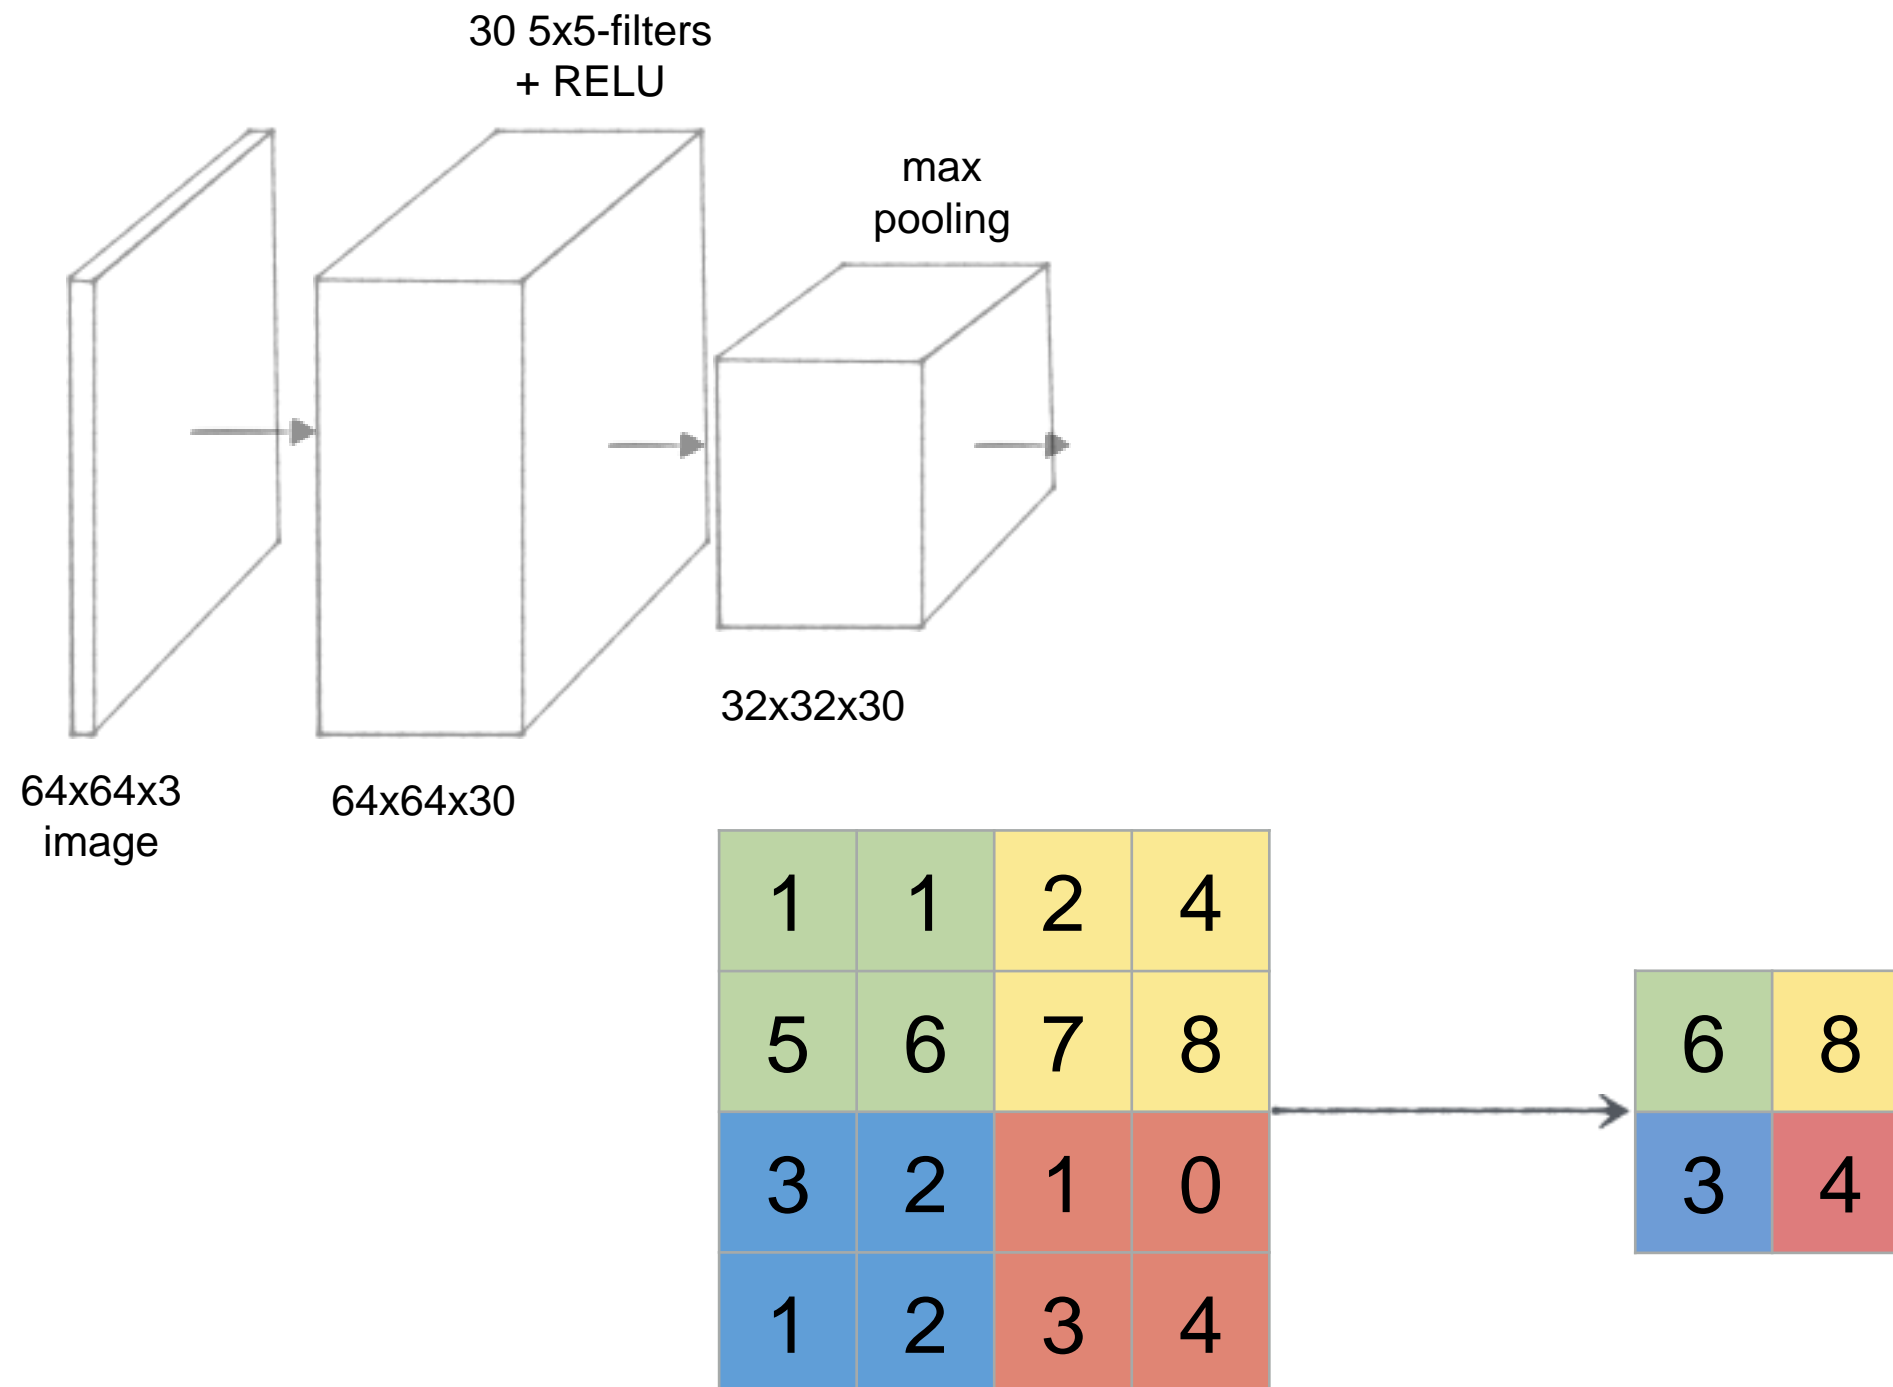 30 5x5-filters
+ RELU
max
pooling
32x32x30
64x64x3
image
64x64x30
1 1 2 4
5 6 7 8
3 2 1 0
1 2 3 4
6 8
3 4